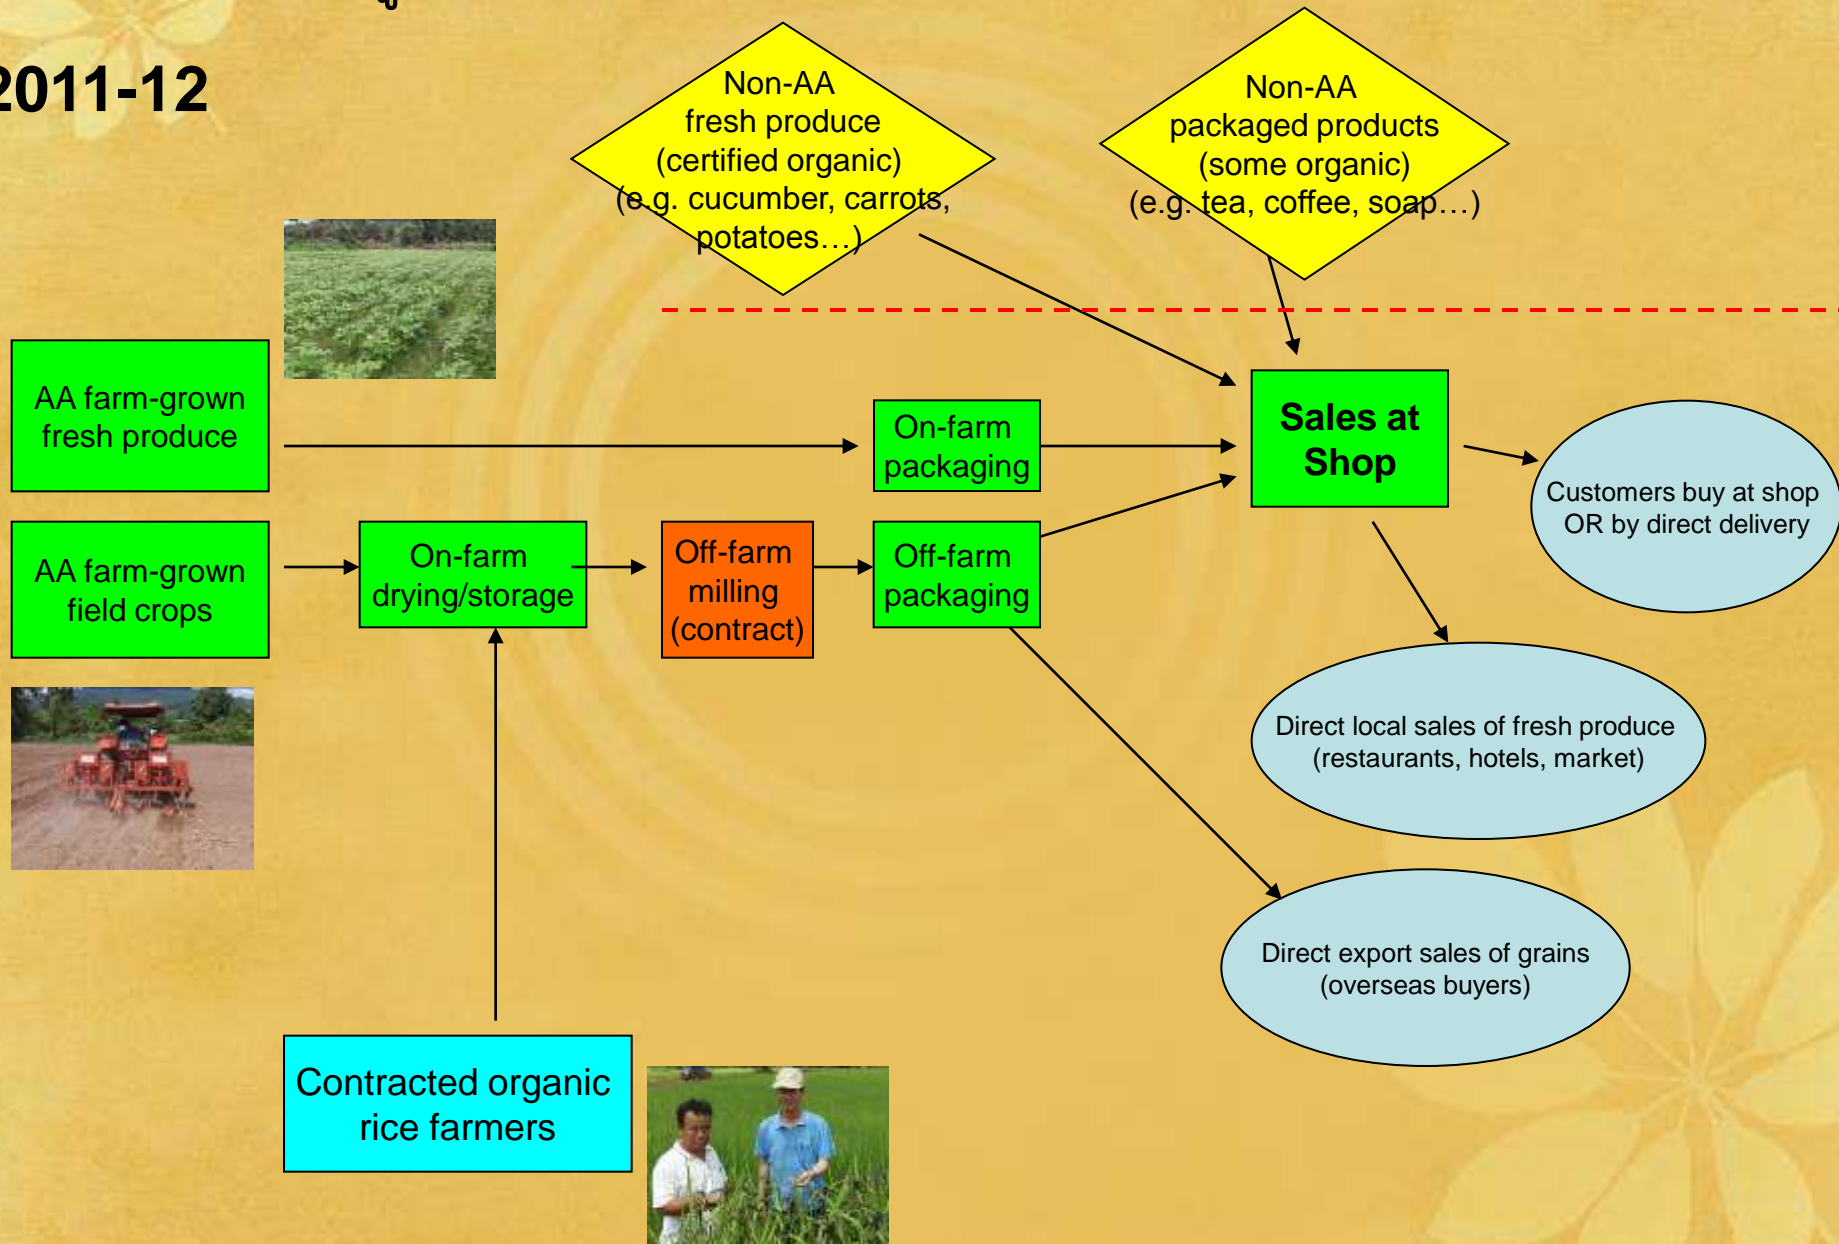 2011-12
Non-AA
fresh produce
(certified organic)
(e.g. cucumber, carrots,
potatoes…)
Non-AA
packaged products
(some organic)
(e.g. tea, coffee, soap…)
AA farm-grown
fresh produce
On-farm
packaging
Sales at
Shop
Customers buy at shop
OR by direct delivery
AA farm-grown
field crops
On-farm
drying/storage
Off-farm
milling
(contract)
Off-farm
packaging
Direct local sales of fresh produce
(restaurants, hotels, market)
Direct export sales of grains
(overseas buyers)
Contracted organic
rice farmers